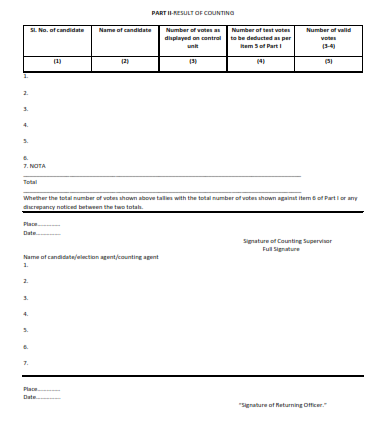 PART II-RESULT OF COUNTING
Sl. No. of candidate | Name of candidate | Number of votes as displayed on control unit | Number of test votes to be deducted as per item 5 of Part I | Number of valid votes (3-4)
(1) | (2) | (3) | (4) | (5)
1.
2.
3.
4.
5.
6.
7. NOTA
Total
Whether the total number of votes shown above tallies with the total number of votes shown against item 6 of Part I or any
discrepancy noticed between the two totals.
Place..............
Date..............
Signature of Counting Supervisor
Full Signature
Name of candidate/election agent/counting agent
1.
2.
3.
4.
5.
6.
7.
Place..............
Date..............
"Signature of Returning Officer."